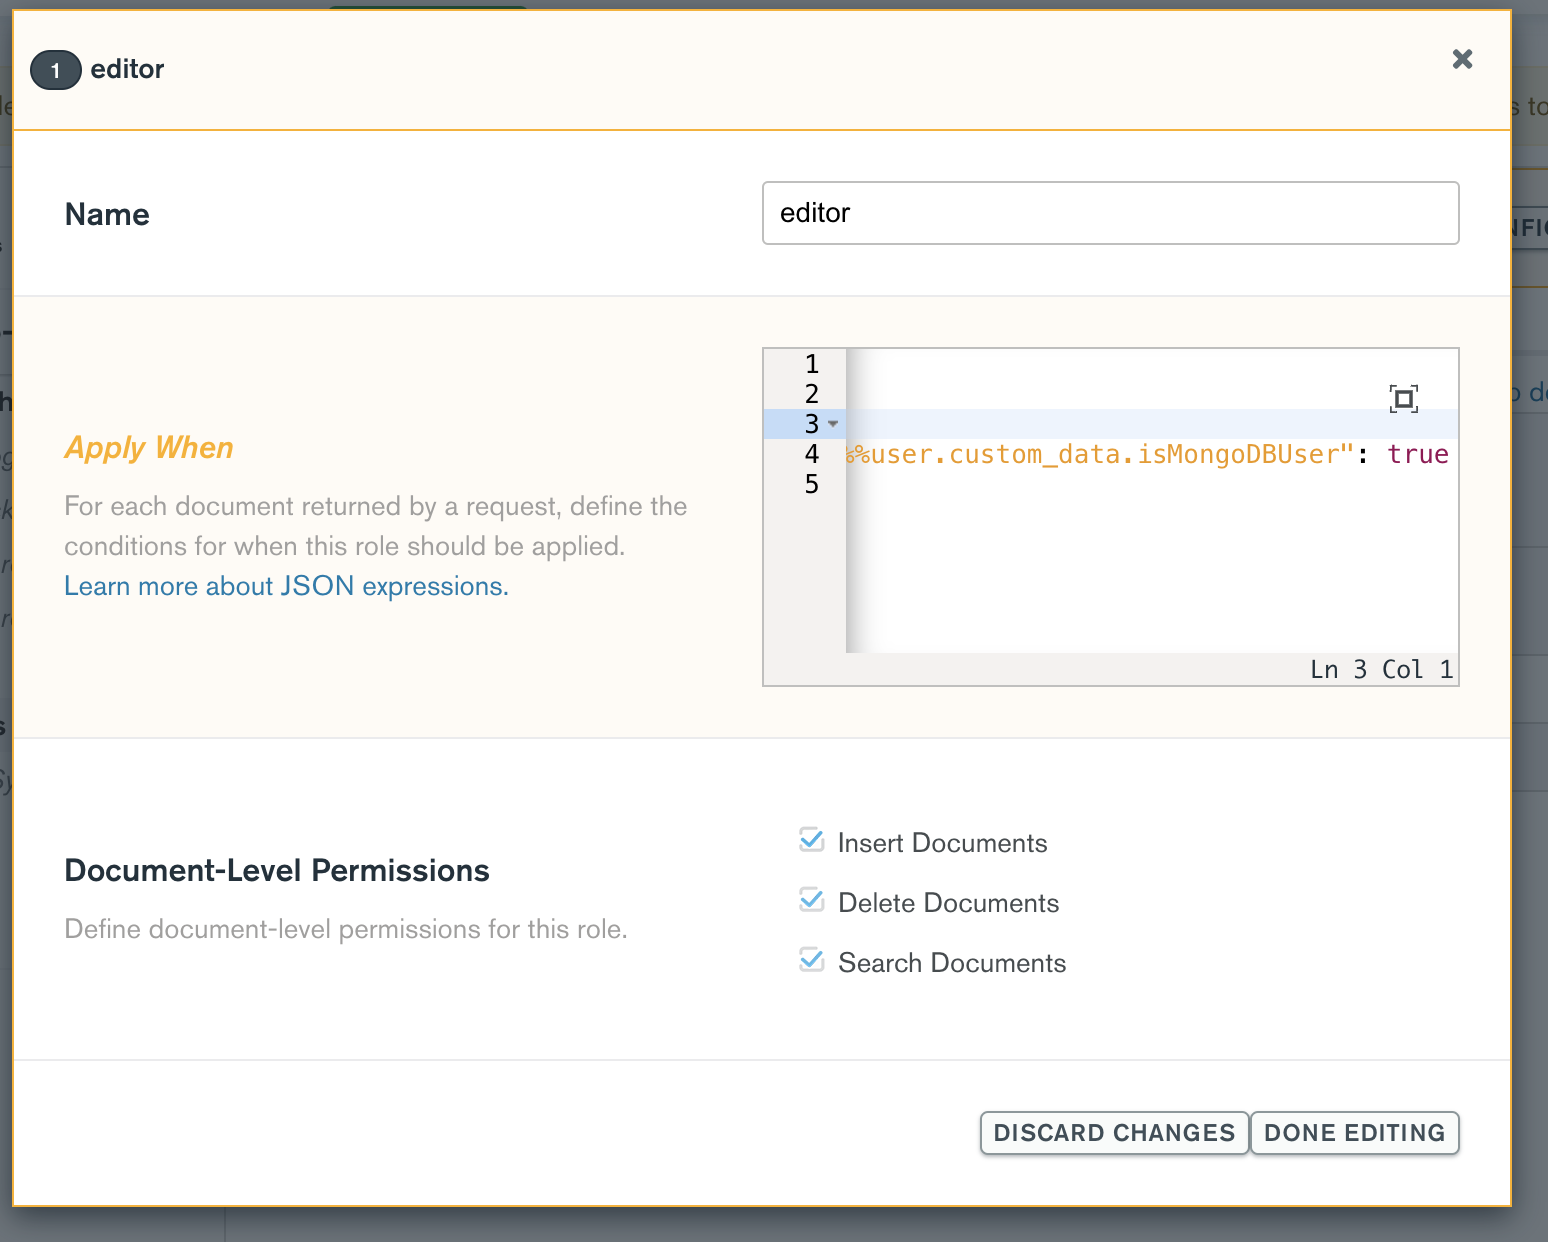 1 editor
Name
editor
Apply When
For each document returned by a request, define the
conditions for when this role should be applied.
Learn more about JSON expressions.
1
2
3
4 %%user.custom_data.isMongoDBUser": true
5
Ln 3 Col 1
Document-Level Permissions
Define document-level permissions for this role.
Insert Documents
Delete Documents
Search Documents
DISCARD CHANGES
DONE EDITING